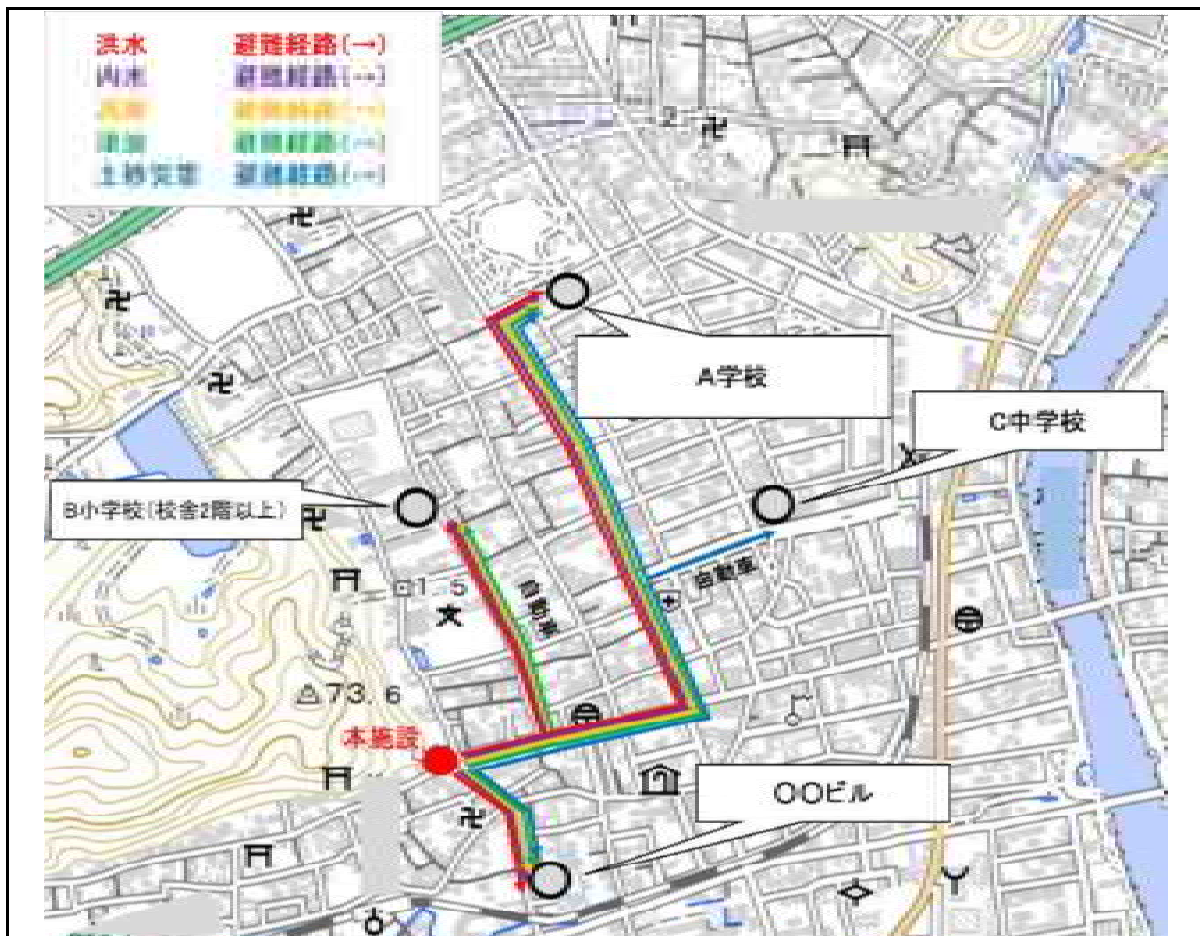 洪水 避難経路(→)
内水 避難経路(→)
高潮 避難経路(→)
津波 避難経路(→)
土砂災害 避難経路(→)
A学校
C中学校
B小学校(校舎2階以上)
自動車
自動車
73.6
本施設
〇〇ビル